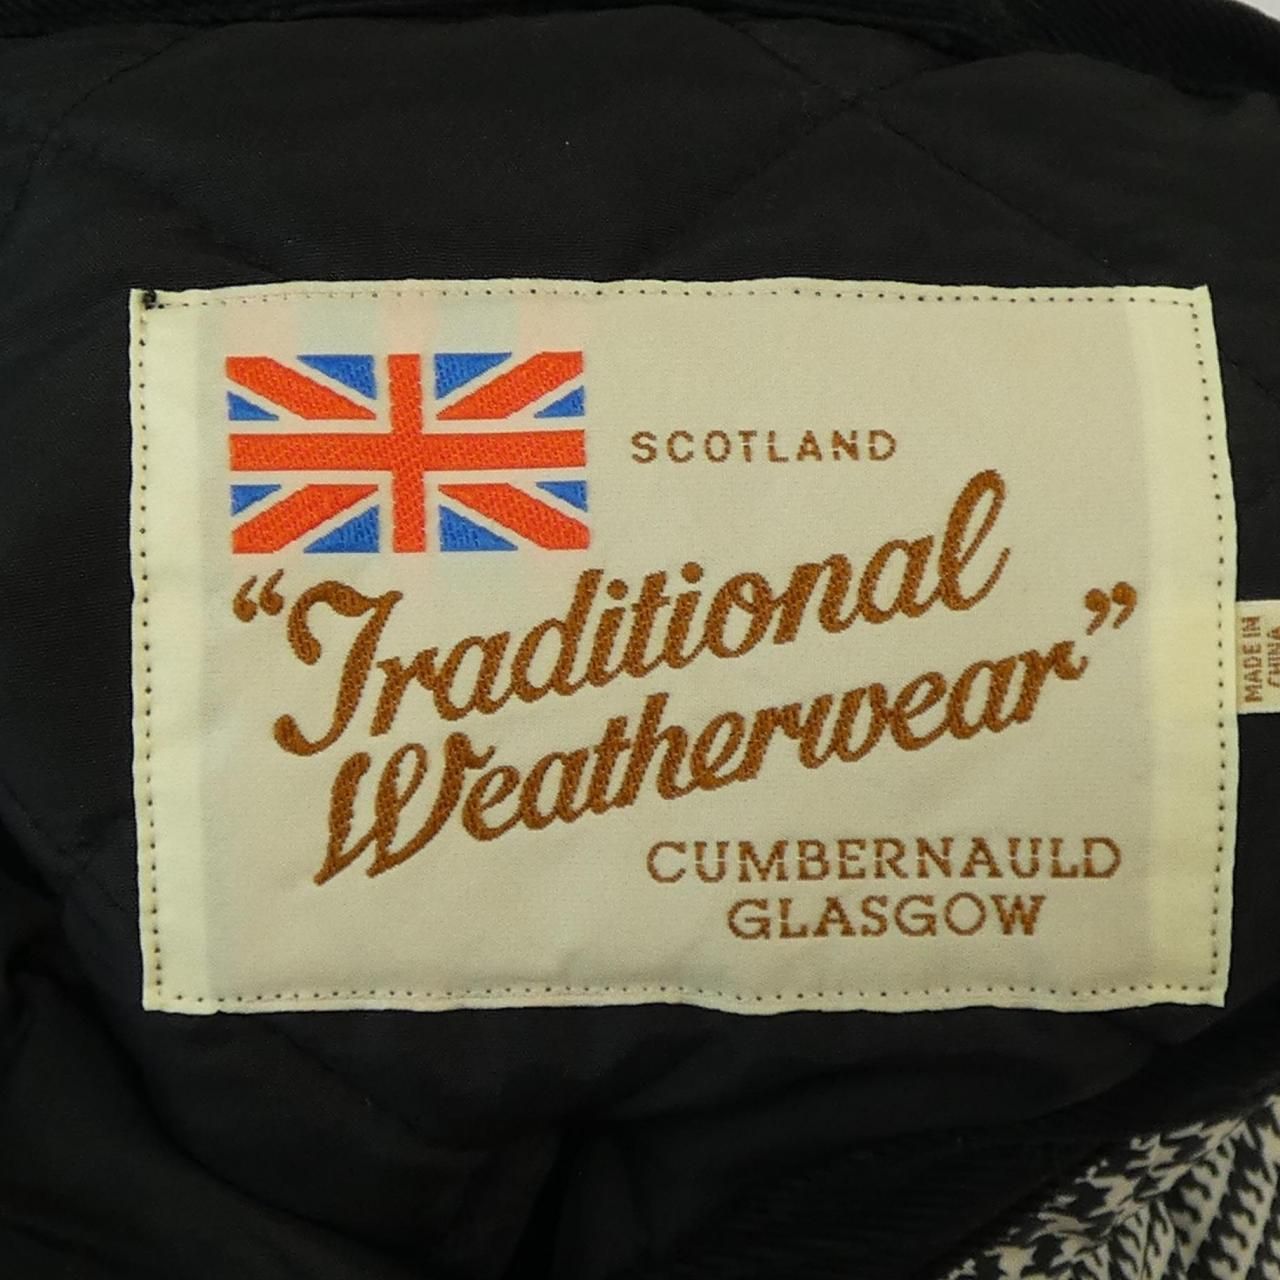 SCOTLAND
“Traditional
Weatherwear”
CUMBERNAULD
GLASGOW
MADE IN
CHINA